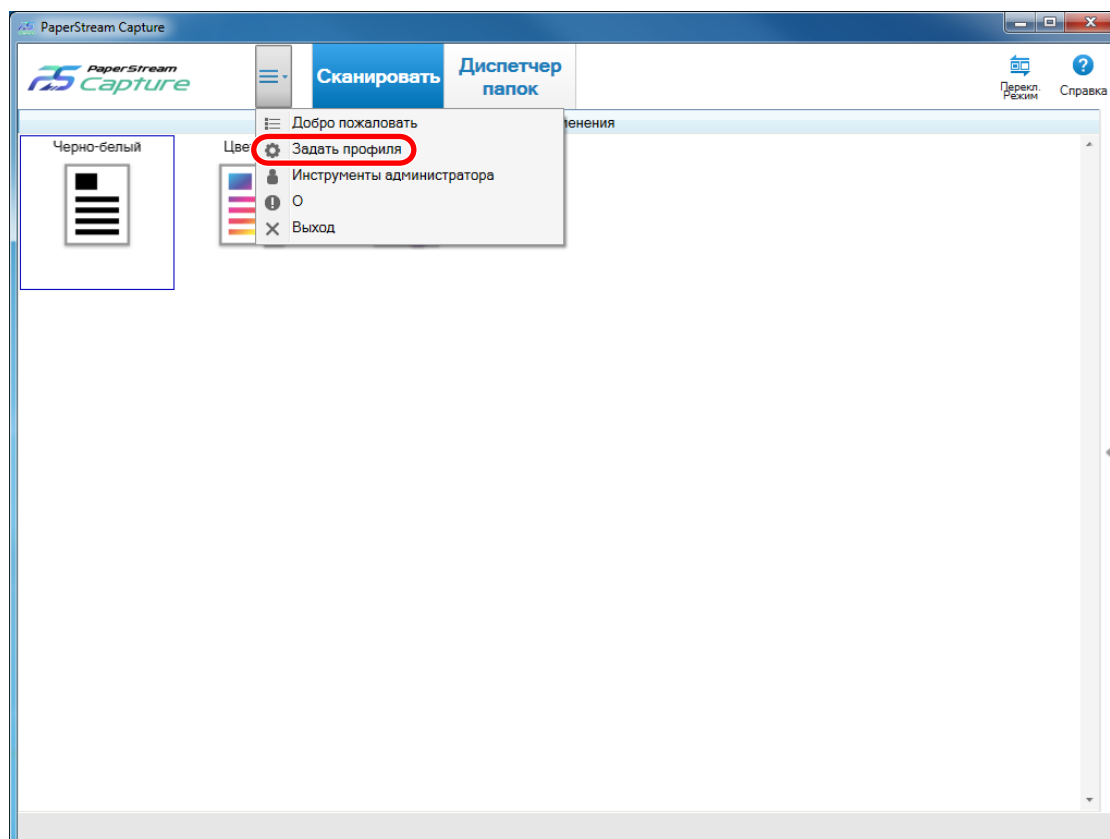 PaperStream Capture
PaperStream
Capture
Сканировать
Диспетчер
папок
Перекл.
Режим
Справка
Добро пожаловать
Задать профиля
Инструменты администратора
О
Выход
Черно-белый